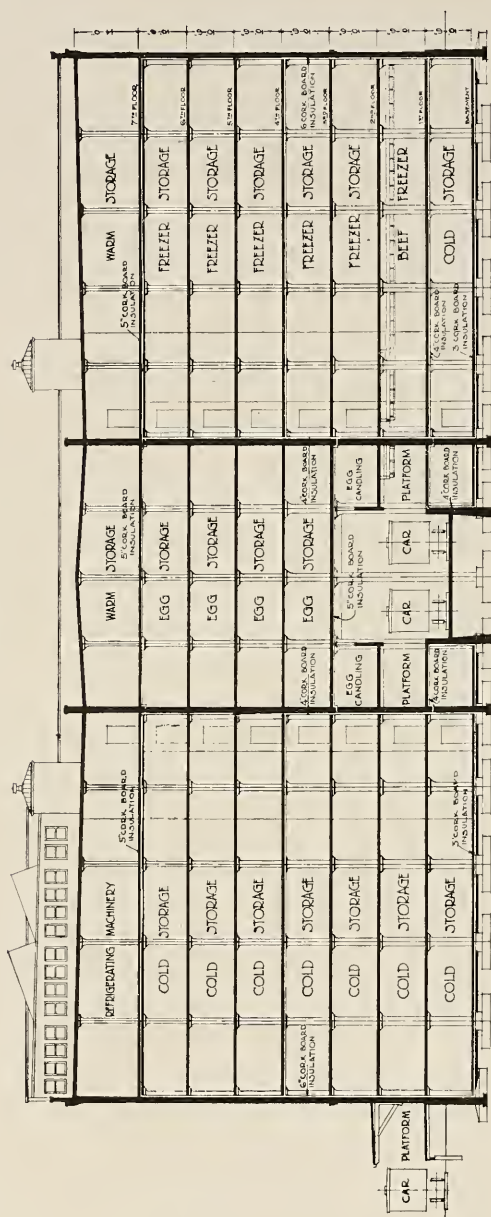 REFRIGERATING MACHINERY
5" CORK BOARD
INSULATION
WARM STORAGE
5" CORK BOARD
INSULATION
WARM STORAGE
5" CORK BOARD
INSULATION
7TH FLOOR
COLD STORAGE
EGG STORAGE
FREEZER STORAGE
6TH FLOOR
COLD STORAGE
EGG STORAGE
FREEZER STORAGE
5TH FLOOR
COLD STORAGE
EGG STORAGE
FREEZER STORAGE
4TH FLOOR
6" CORK BOARD
INSULATION
COLD STORAGE
4" CORK BOARD
INSULATION
EGG STORAGE
4" CORK BOARD
INSULATION
FREEZER STORAGE
6" CORK BOARD
INSULATION
3RD FLOOR
COLD STORAGE
EGG
CANDLING
5" CORK BOARD
INSULATION
EGG
CANDLING
FREEZER STORAGE
2ND FLOOR
CAR
PLATFORM
COLD STORAGE
PLATFORM
CAR
CAR
PLATFORM
BEEF FREEZER
1ST FLOOR
COLD STORAGE
3" CORK BOARD
INSULATION
4" CORK BOARD
INSULATION
4" CORK BOARD
INSULATION
4" CORK BOARD
INSULATION
3" CORK BOARD
INSULATION
COLD STORAGE
BASEMENT